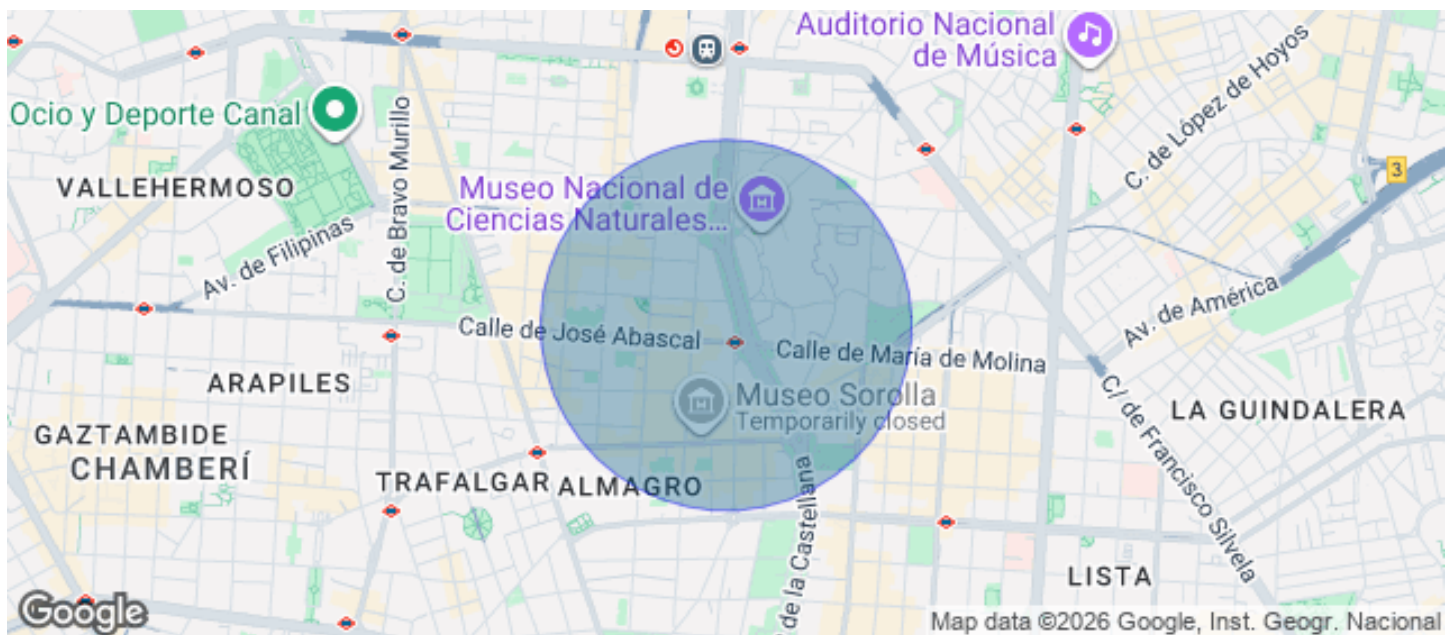 Auditorio Nacional
de Música
C. de López de Hoyos
Ocio y Deporte Canal
C. de Bravo Murillo
3
VALLEHERMOSO
Museo Nacional de
Ciencias Naturales...
Av. de Filipinas
Av. de América
Calle de José Abascal
Calle de María de Molina
ARAPILES
Museo Sorolla
Temporarily closed
C/ de Francisco Silvela
LA GUINDALERA
GAZTAMBIDE
CHAMBERÍ
TRAFALGAR
ALMAGRO
de la Castellana
LISTA
Google
Map data ©2026 Google, Inst. Geogr. Nacional